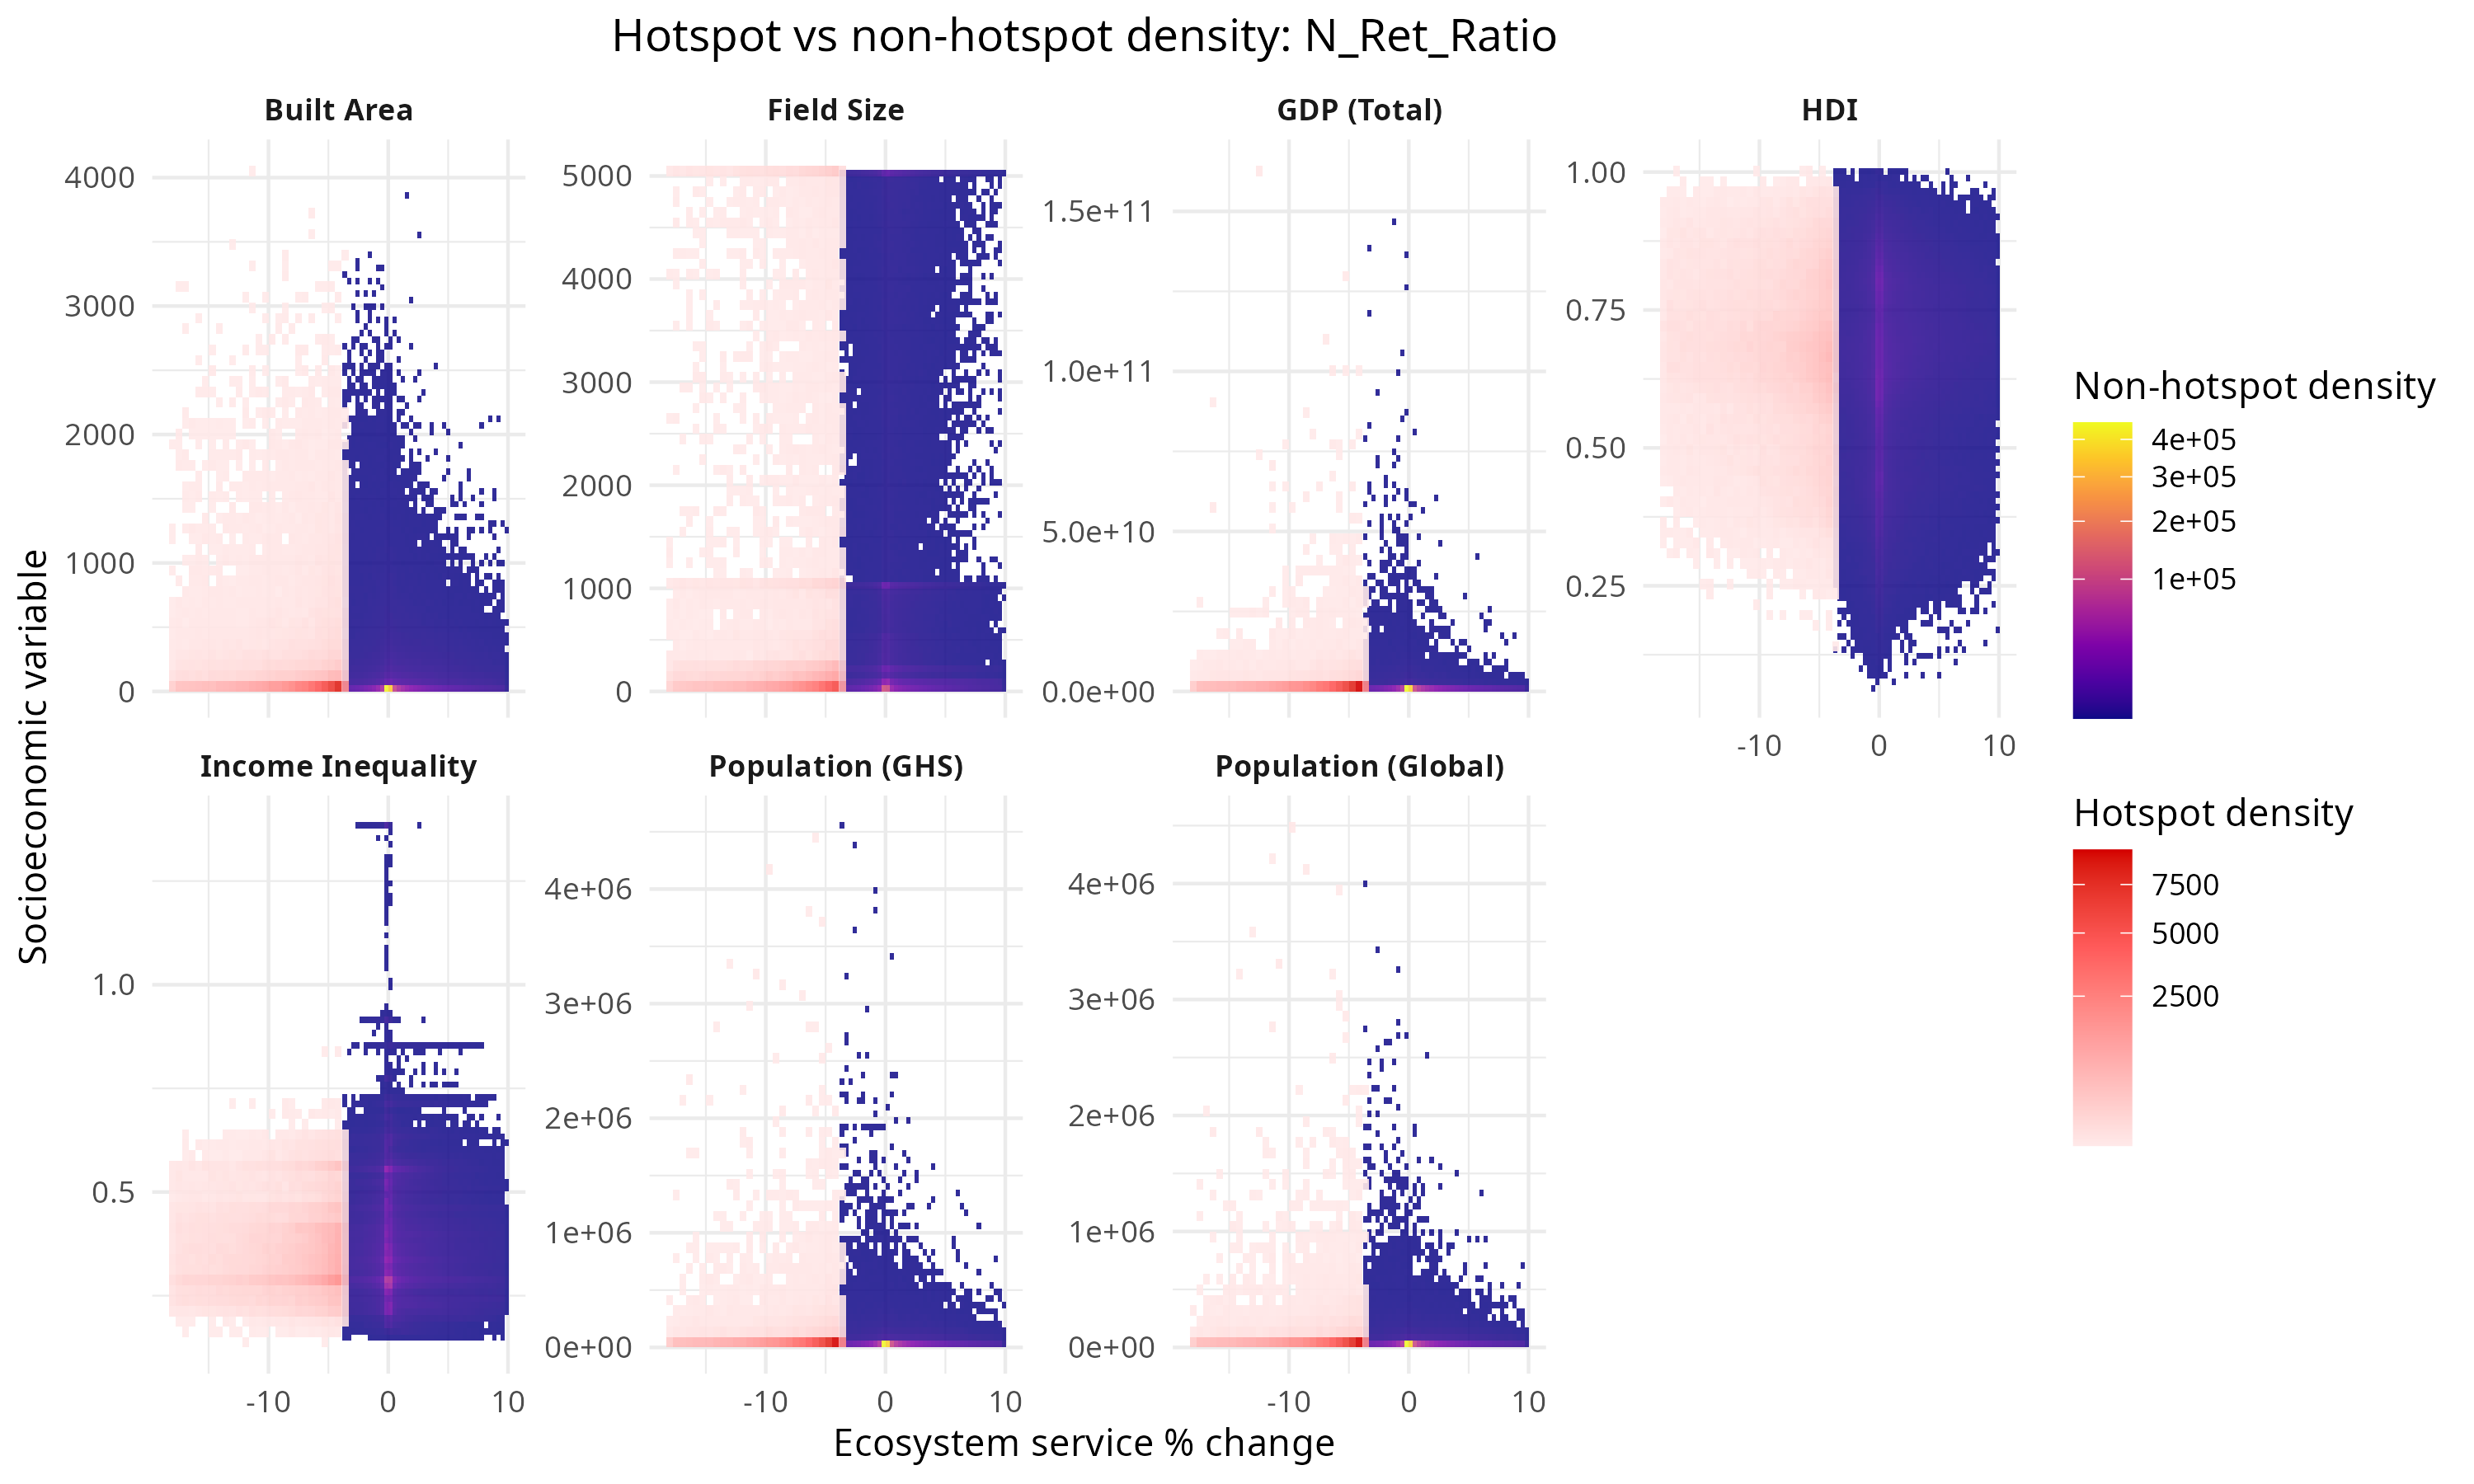 Hotspot vs non-hotspot density: N_Ret_Ratio
Built Area
Field Size
GDP (Total)
HDI
4000
3000
2000
1000
0
5000
4000
3000
2000
1000
0
1.5e+11
1.0e+11
5.0e+10
0.0e+00
1.00
0.75
0.50
0.25
-10 0 10
Income Inequality
Population (GHS)
Population (Global)
1.0
0.5
4e+06
3e+06
2e+06
1e+06
0e+00
4e+06
3e+06
2e+06
1e+06
0e+00
-10 0 10
-10 0 10
-10 0 10
Socioeconomic variable
Ecosystem service % change
Non-hotspot density
4e+05
3e+05
2e+05
1e+05
Hotspot density
7500
5000
2500